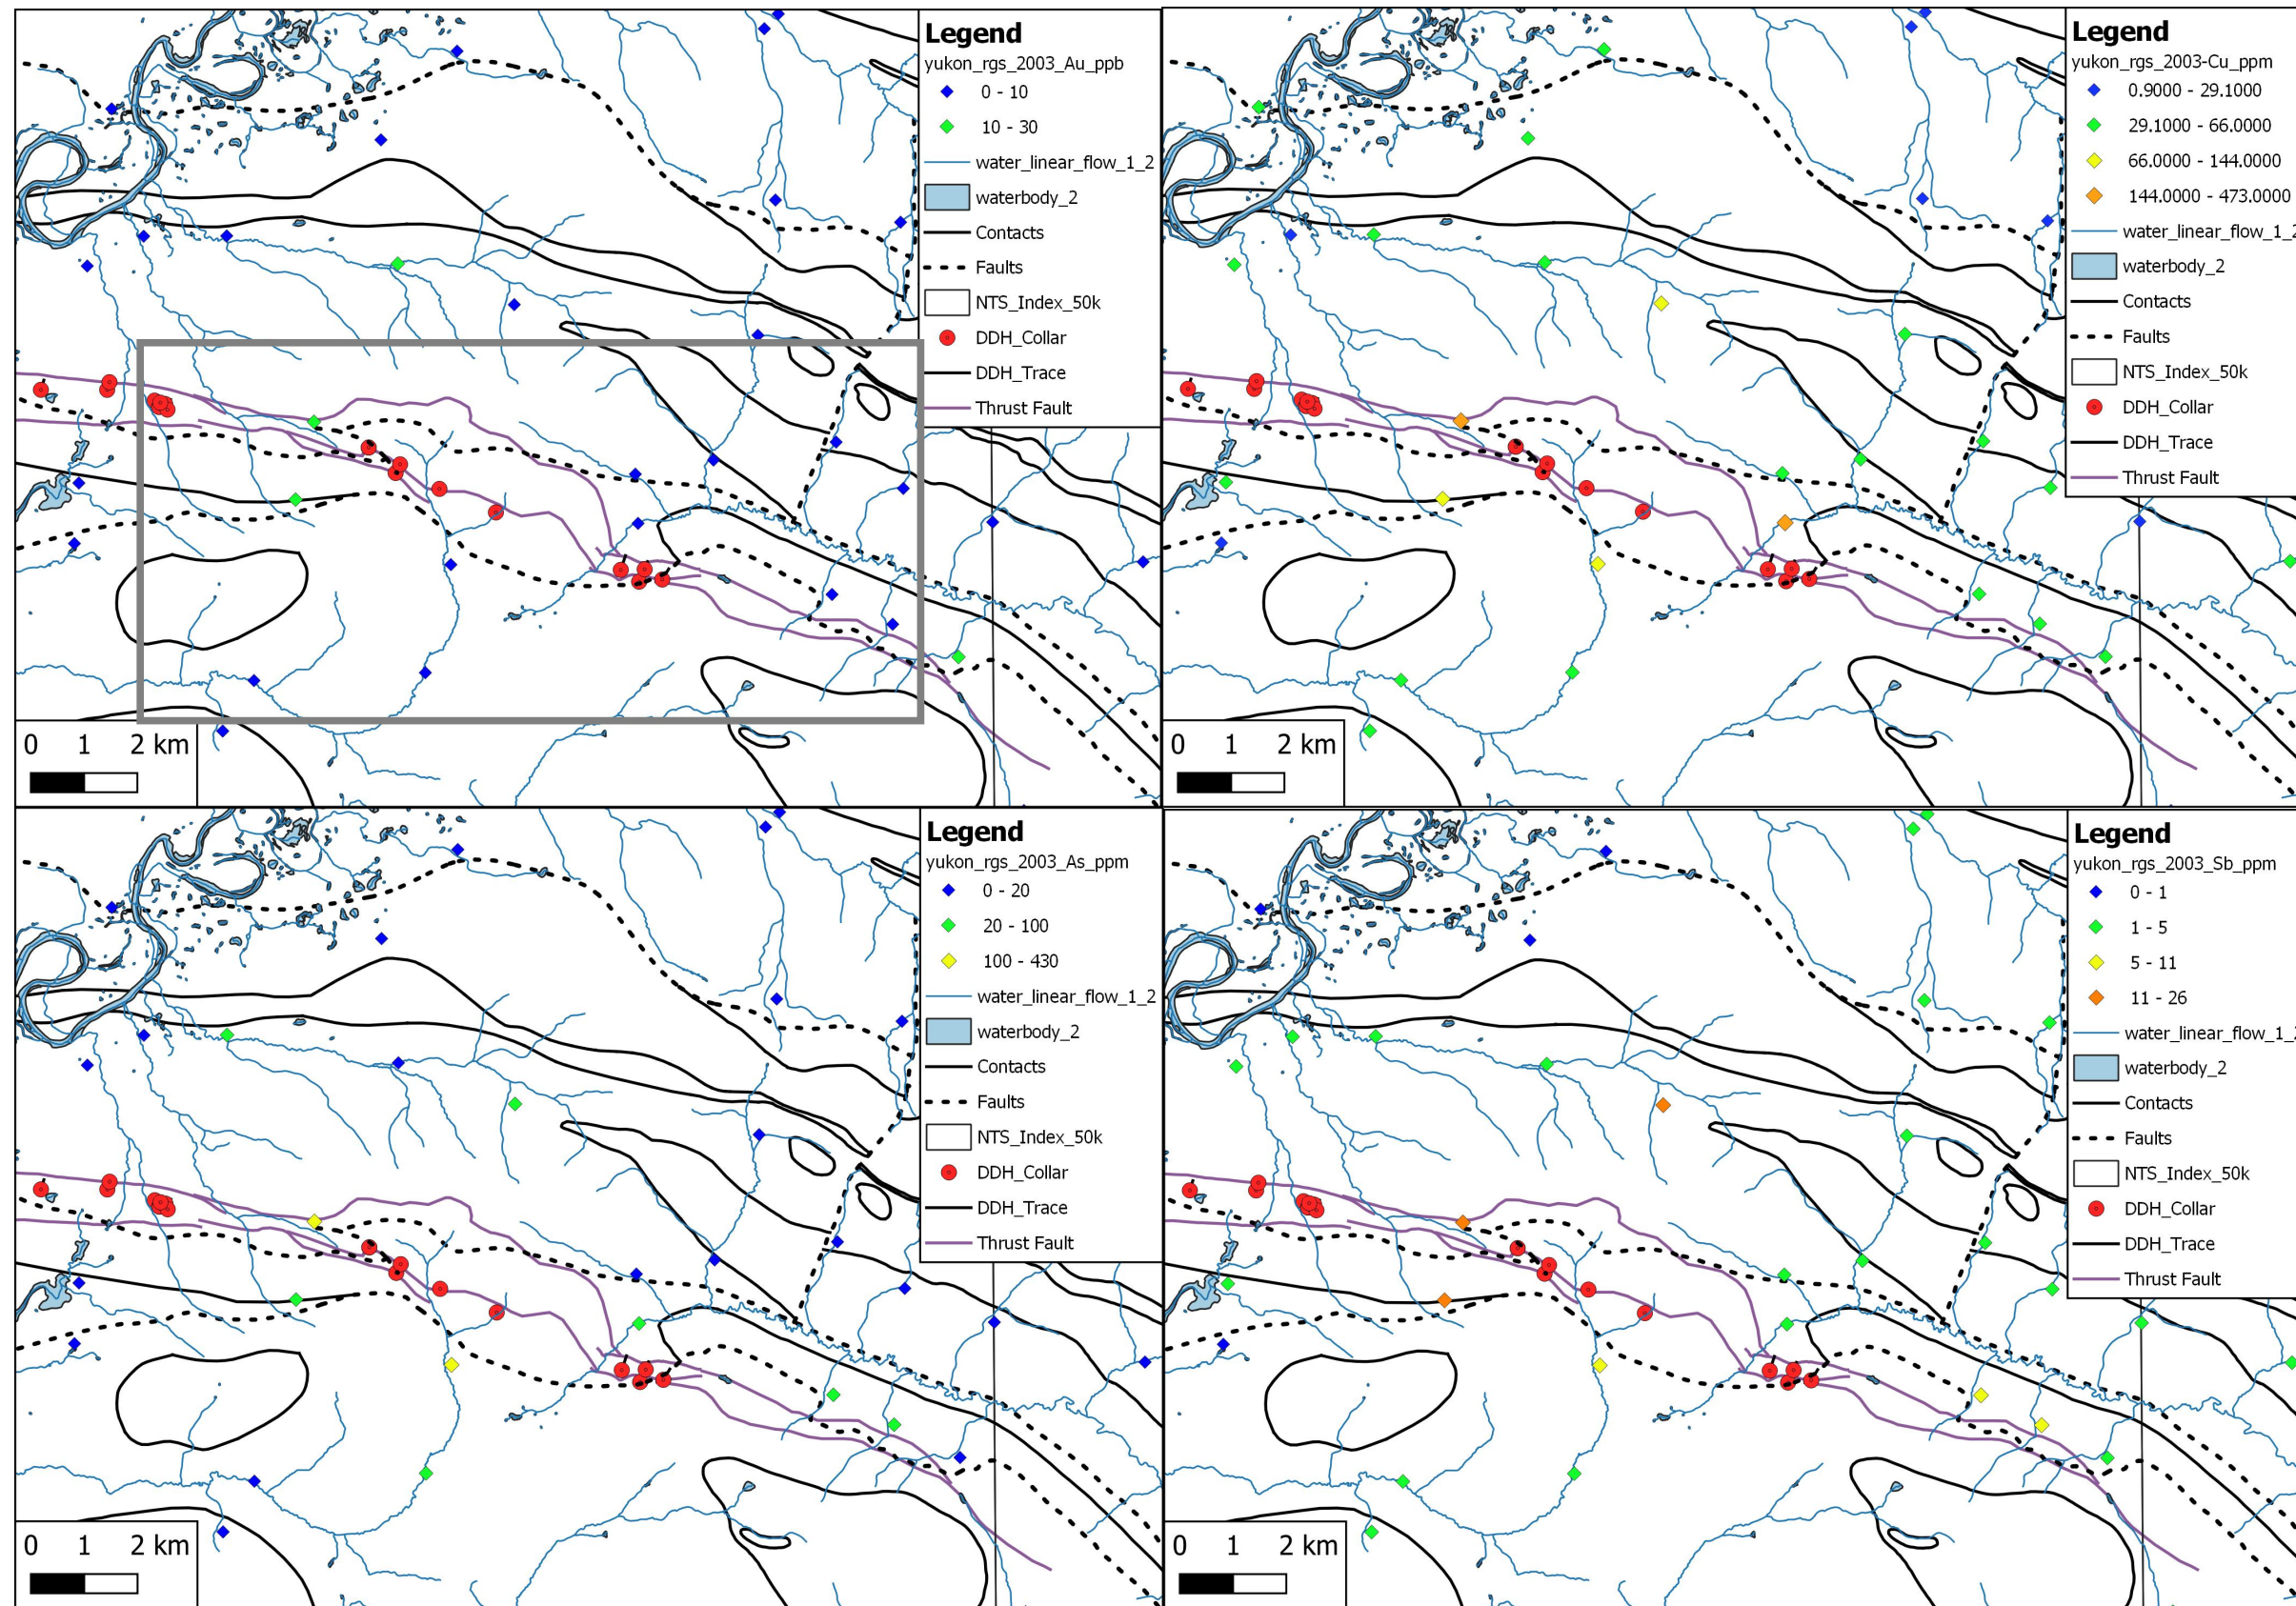 Legend
yukon_rgs_2003_Au_ppb
0 - 10
10 - 30
water_linear_flow_1_2
waterbody_2
Contacts
Faults
NTS_Index_50k
DDH_Collar
DDH_Trace
Thrust Fault
0 1 2 km
Legend
yukon_rgs_2003-Cu_ppm
0.9000 - 29.1000
29.1000 - 66.0000
66.0000 - 144.0000
144.0000 - 473.0000
water_linear_flow_1_2
waterbody_2
Contacts
Faults
NTS_Index_50k
DDH_Collar
DDH_Trace
Thrust Fault
0 1 2 km
Legend
yukon_rgs_2003_As_ppm
0 - 20
20 - 100
100 - 430
water_linear_flow_1_2
waterbody_2
Contacts
Faults
NTS_Index_50k
DDH_Collar
DDH_Trace
Thrust Fault
0 1 2 km
Legend
yukon_rgs_2003_Sb_ppm
0 - 1
1 - 5
5 - 11
11 - 26
water_linear_flow_1_2
waterbody_2
Contacts
Faults
NTS_Index_50k
DDH_Collar
DDH_Trace
Thrust Fault
0 1 2 km